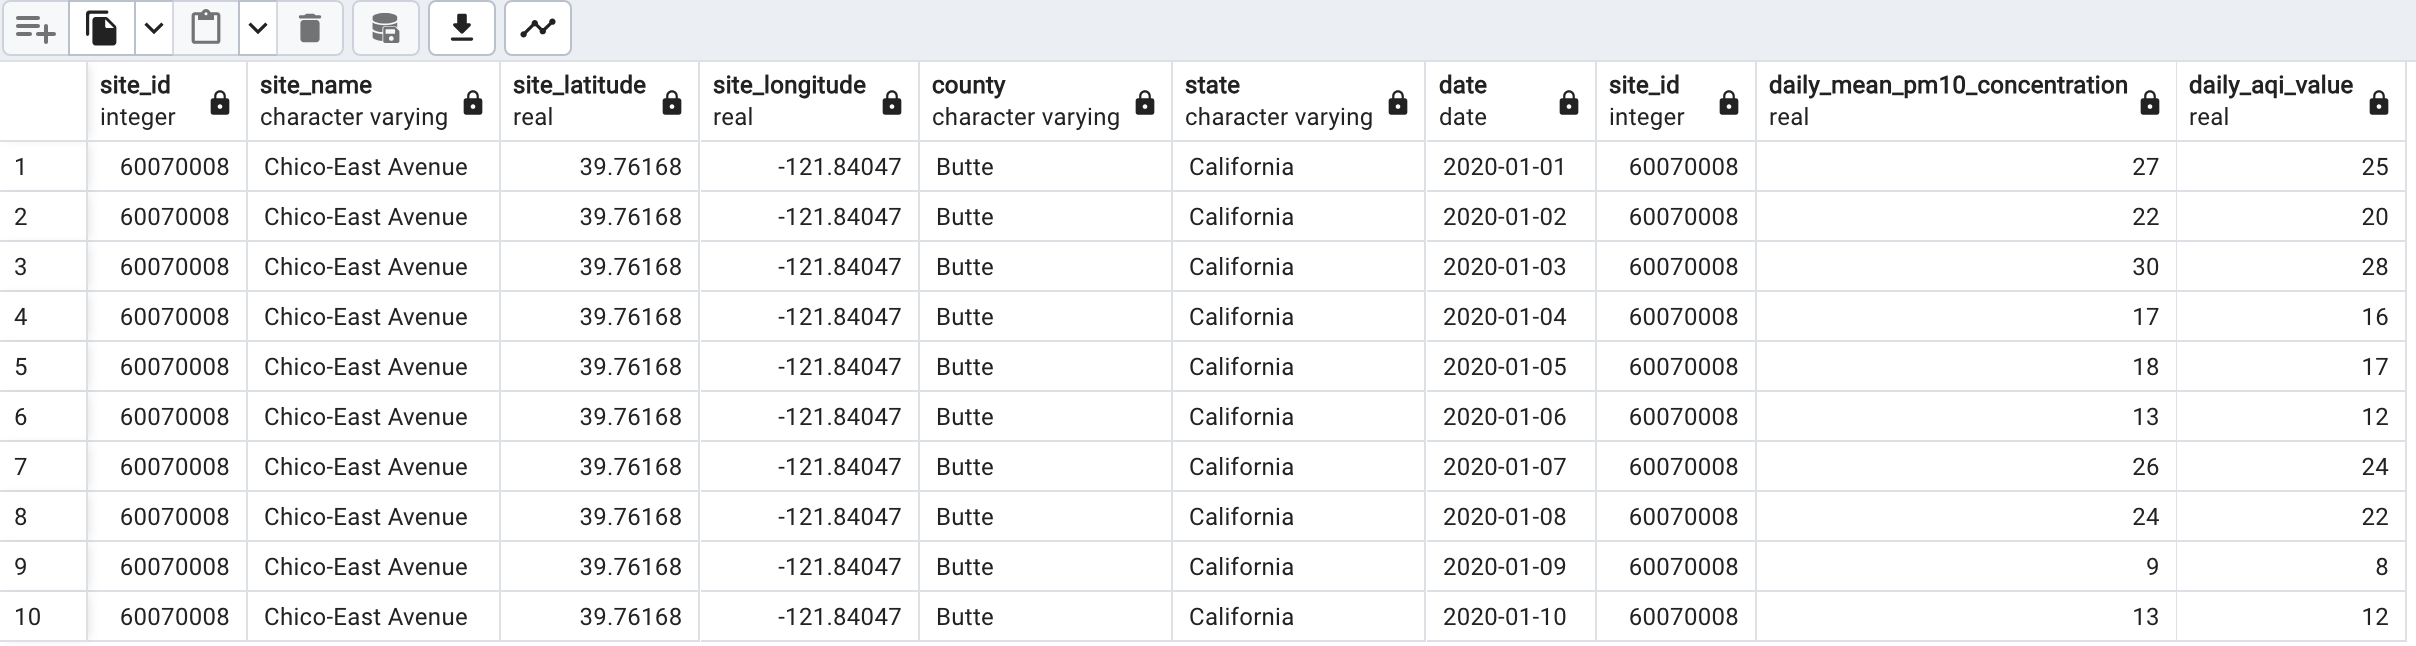 site_id site_name site_latitude site_longitude county state date site_id daily_mean_pm10_concentration daily_aqi_value
integer character varying real real character varying character varying date integer real real
1 60070008 Chico-East Avenue 39.76168 -121.84047 Butte California 2020-01-01 60070008 27 25
2 60070008 Chico-East Avenue 39.76168 -121.84047 Butte California 2020-01-02 60070008 22 20
3 60070008 Chico-East Avenue 39.76168 -121.84047 Butte California 2020-01-03 60070008 30 28
4 60070008 Chico-East Avenue 39.76168 -121.84047 Butte California 2020-01-04 60070008 17 16
5 60070008 Chico-East Avenue 39.76168 -121.84047 Butte California 2020-01-05 60070008 18 17
6 60070008 Chico-East Avenue 39.76168 -121.84047 Butte California 2020-01-06 60070008 13 12
7 60070008 Chico-East Avenue 39.76168 -121.84047 Butte California 2020-01-07 60070008 26 24
8 60070008 Chico-East Avenue 39.76168 -121.84047 Butte California 2020-01-08 60070008 24 22
9 60070008 Chico-East Avenue 39.76168 -121.84047 Butte California 2020-01-09 60070008 9 8
10 60070008 Chico-East Avenue 39.76168 -121.84047 Butte California 2020-01-10 60070008 13 12